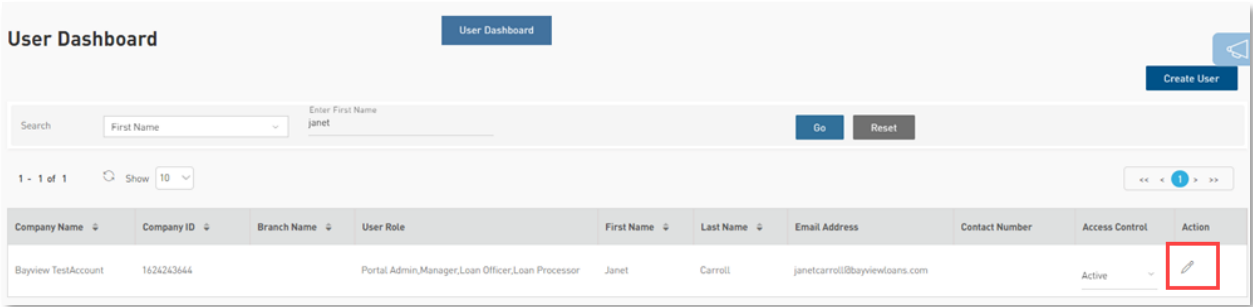 User Dashboard
User Dashboard
Create User
Enter First Name
Search First Name janet Go Reset
1 - 1 of 1 Show 10 << < 1 > >>
Company Name Company ID Branch Name User Role First Name Last Name Email Address Contact Number Access Control Action
Bayview TestAccount 1624243644 Portal Admin,Manager,Loan Officer,Loan Processor Janet Carroll janetcarroll@bayviewloans.com Active